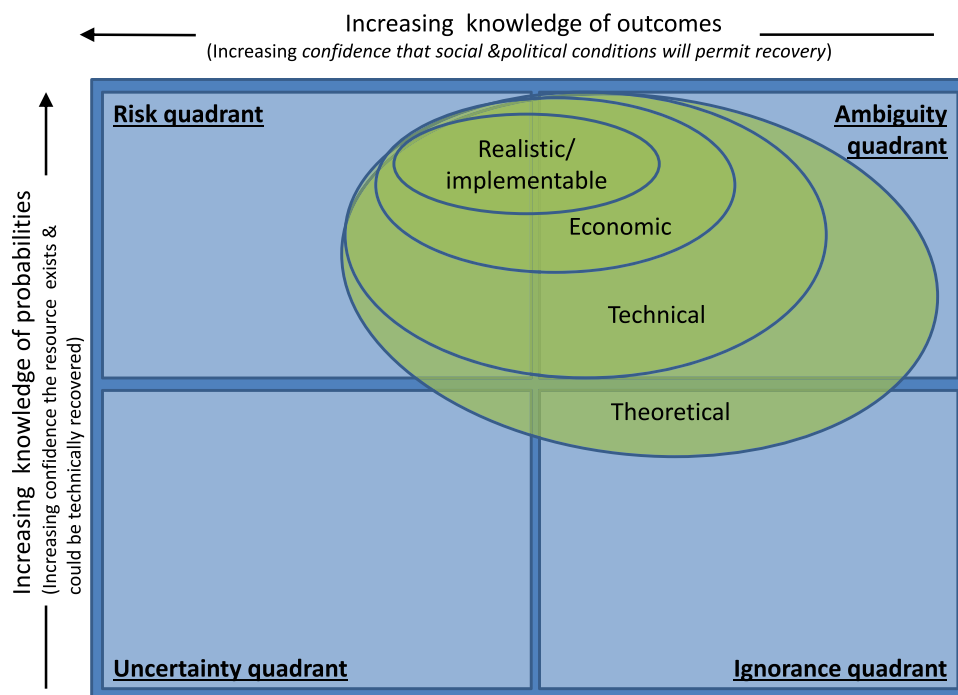 Increasing knowledge of outcomes
(Increasing confidence that social &political conditions will permit recovery)
Increasing knowledge of probabilities
(Increasing confidence the resource exists &
could be technically recovered)
Risk quadrant
Ambiguity
quadrant
Realistic/
implementable
Economic
Technical
Theoretical
Uncertainty quadrant
Ignorance quadrant